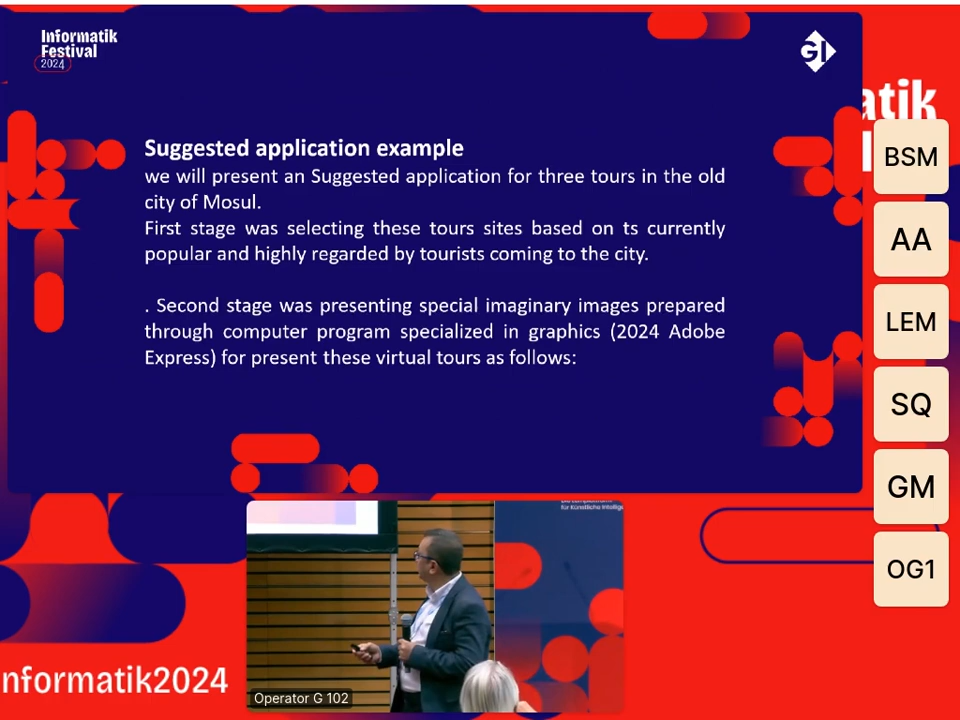 Informatik
Festival
2024
GI
atik
Suggested application example
we will present an Suggested application for three tours in the old
city of Mosul.
First stage was selecting these tours sites based on ts currently
popular and highly regarded by tourists coming to the city.
. Second stage was presenting special imaginary images prepared
through computer program specialized in graphics (2024 Adobe
Express) for present these virtual tours as follows:
BSM
AA
LEM
SQ
GM
OG1
für Künstliche Intellige
Operator G 102
nformatik2024